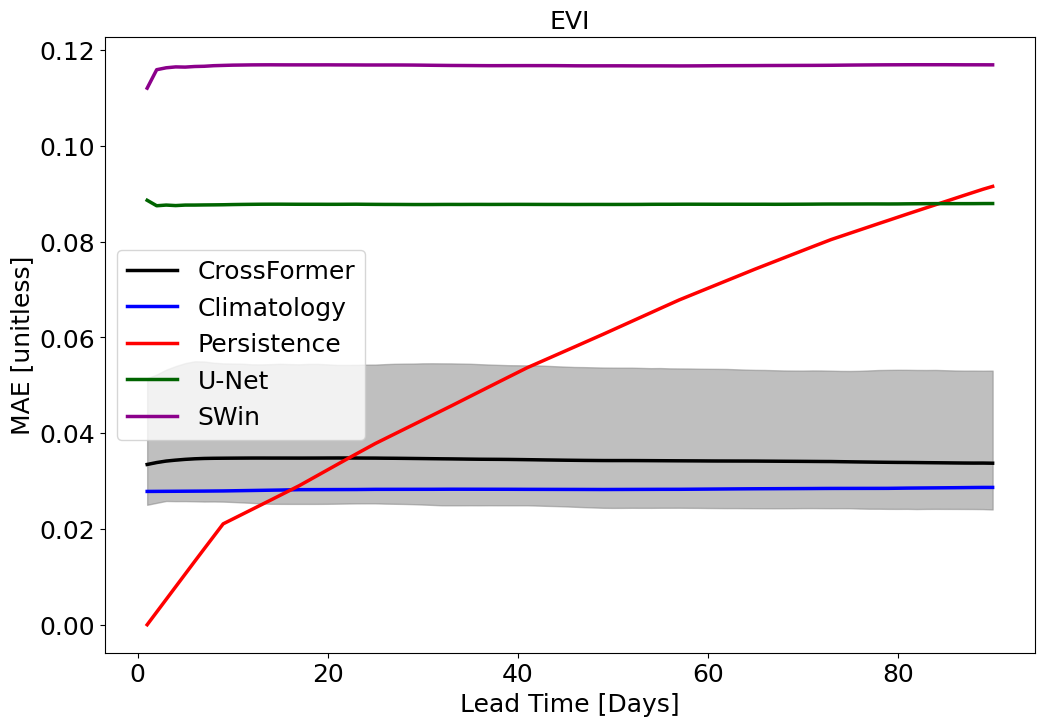 EVI
MAE [unitless]
0.12
0.10
0.08
0.06
0.04
0.02
0.00
CrossFormer
Climatology
Persistence
U-Net
SWin
0 20 40 60 80
Lead Time [Days]